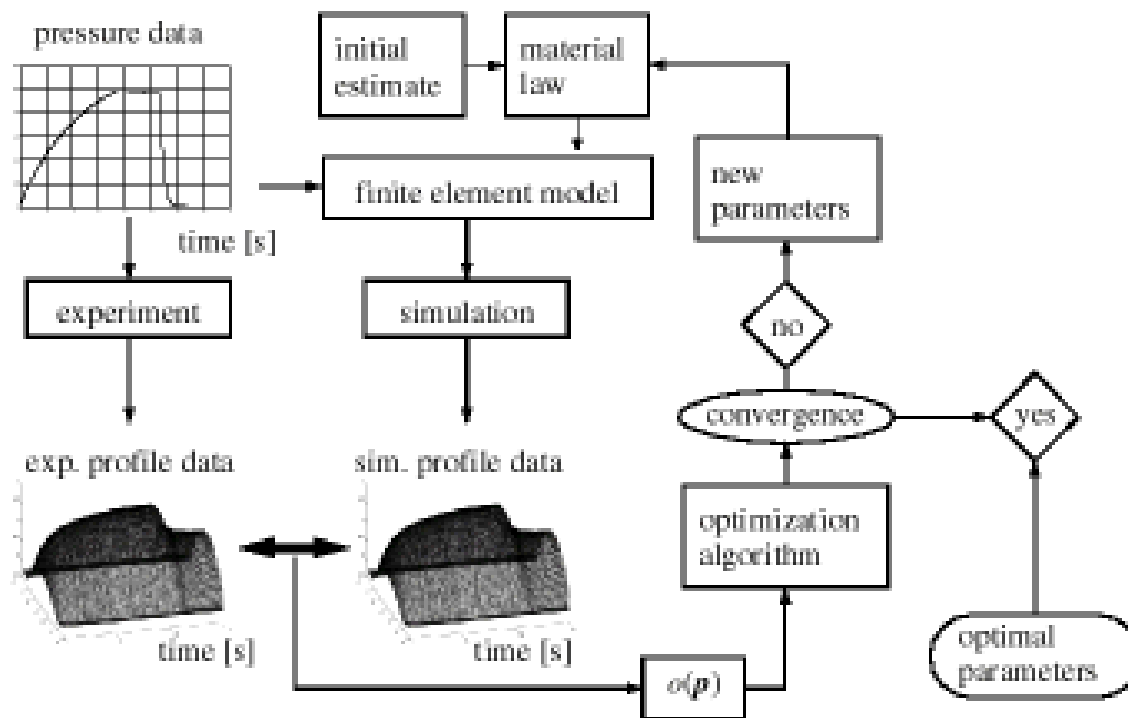 pressure data
initial
estimate
material
law
finite element model
new
parameters
time [s]
experiment
simulation
no
convergence
yes
exp. profile data
sim. profile data
optimization
algorithm
time [s]
time [s]
o(p)
optimal
parameters